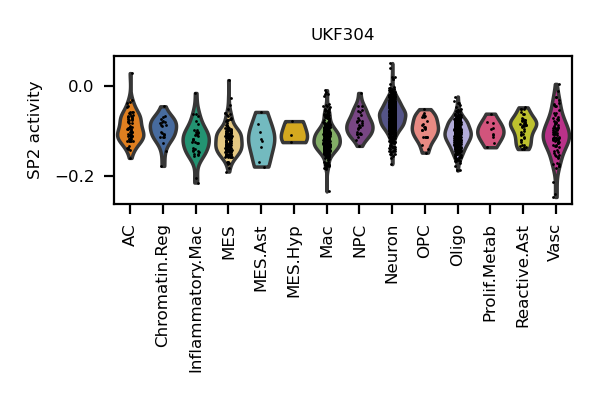 UKF304
SP2 activity
0.0
−0.2
AC
Chromatin.Reg
Inflammatory.Mac
MES
MES.Ast
MES.Hyp
Mac
NPC
Neuron
OPC
Oligo
Prolif.Metab
Reactive.Ast
Vasc